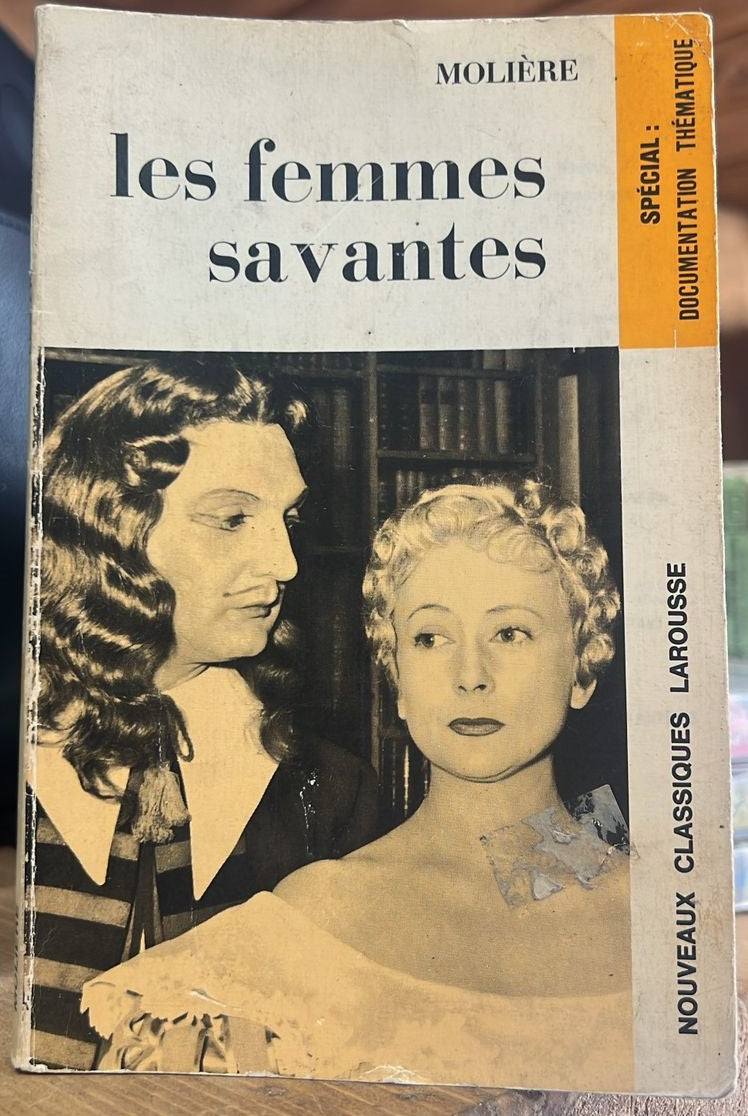 MOLIÈRE
les femmes
savantes
SPÉCIAL :
DOCUMENTATION THÉMATIQUE
NOUVEAUX CLASSIQUES LAROUSSE